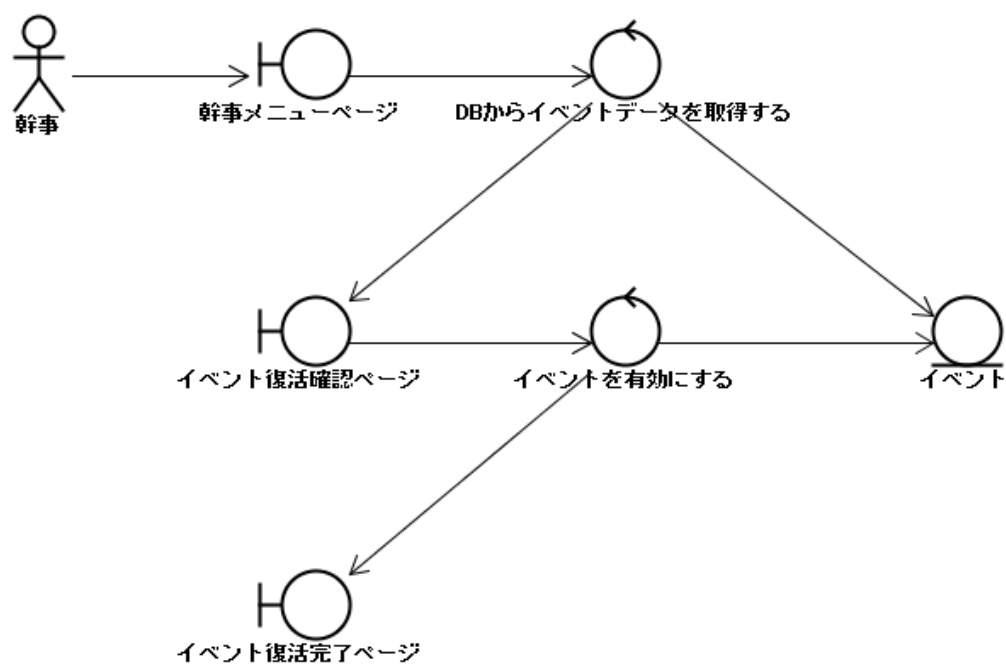 幹事
幹事メニューページ
DBからイベントデータを取得する
イベント復活確認ページ
イベントを有効にする
イベント
イベント復活完了ページ